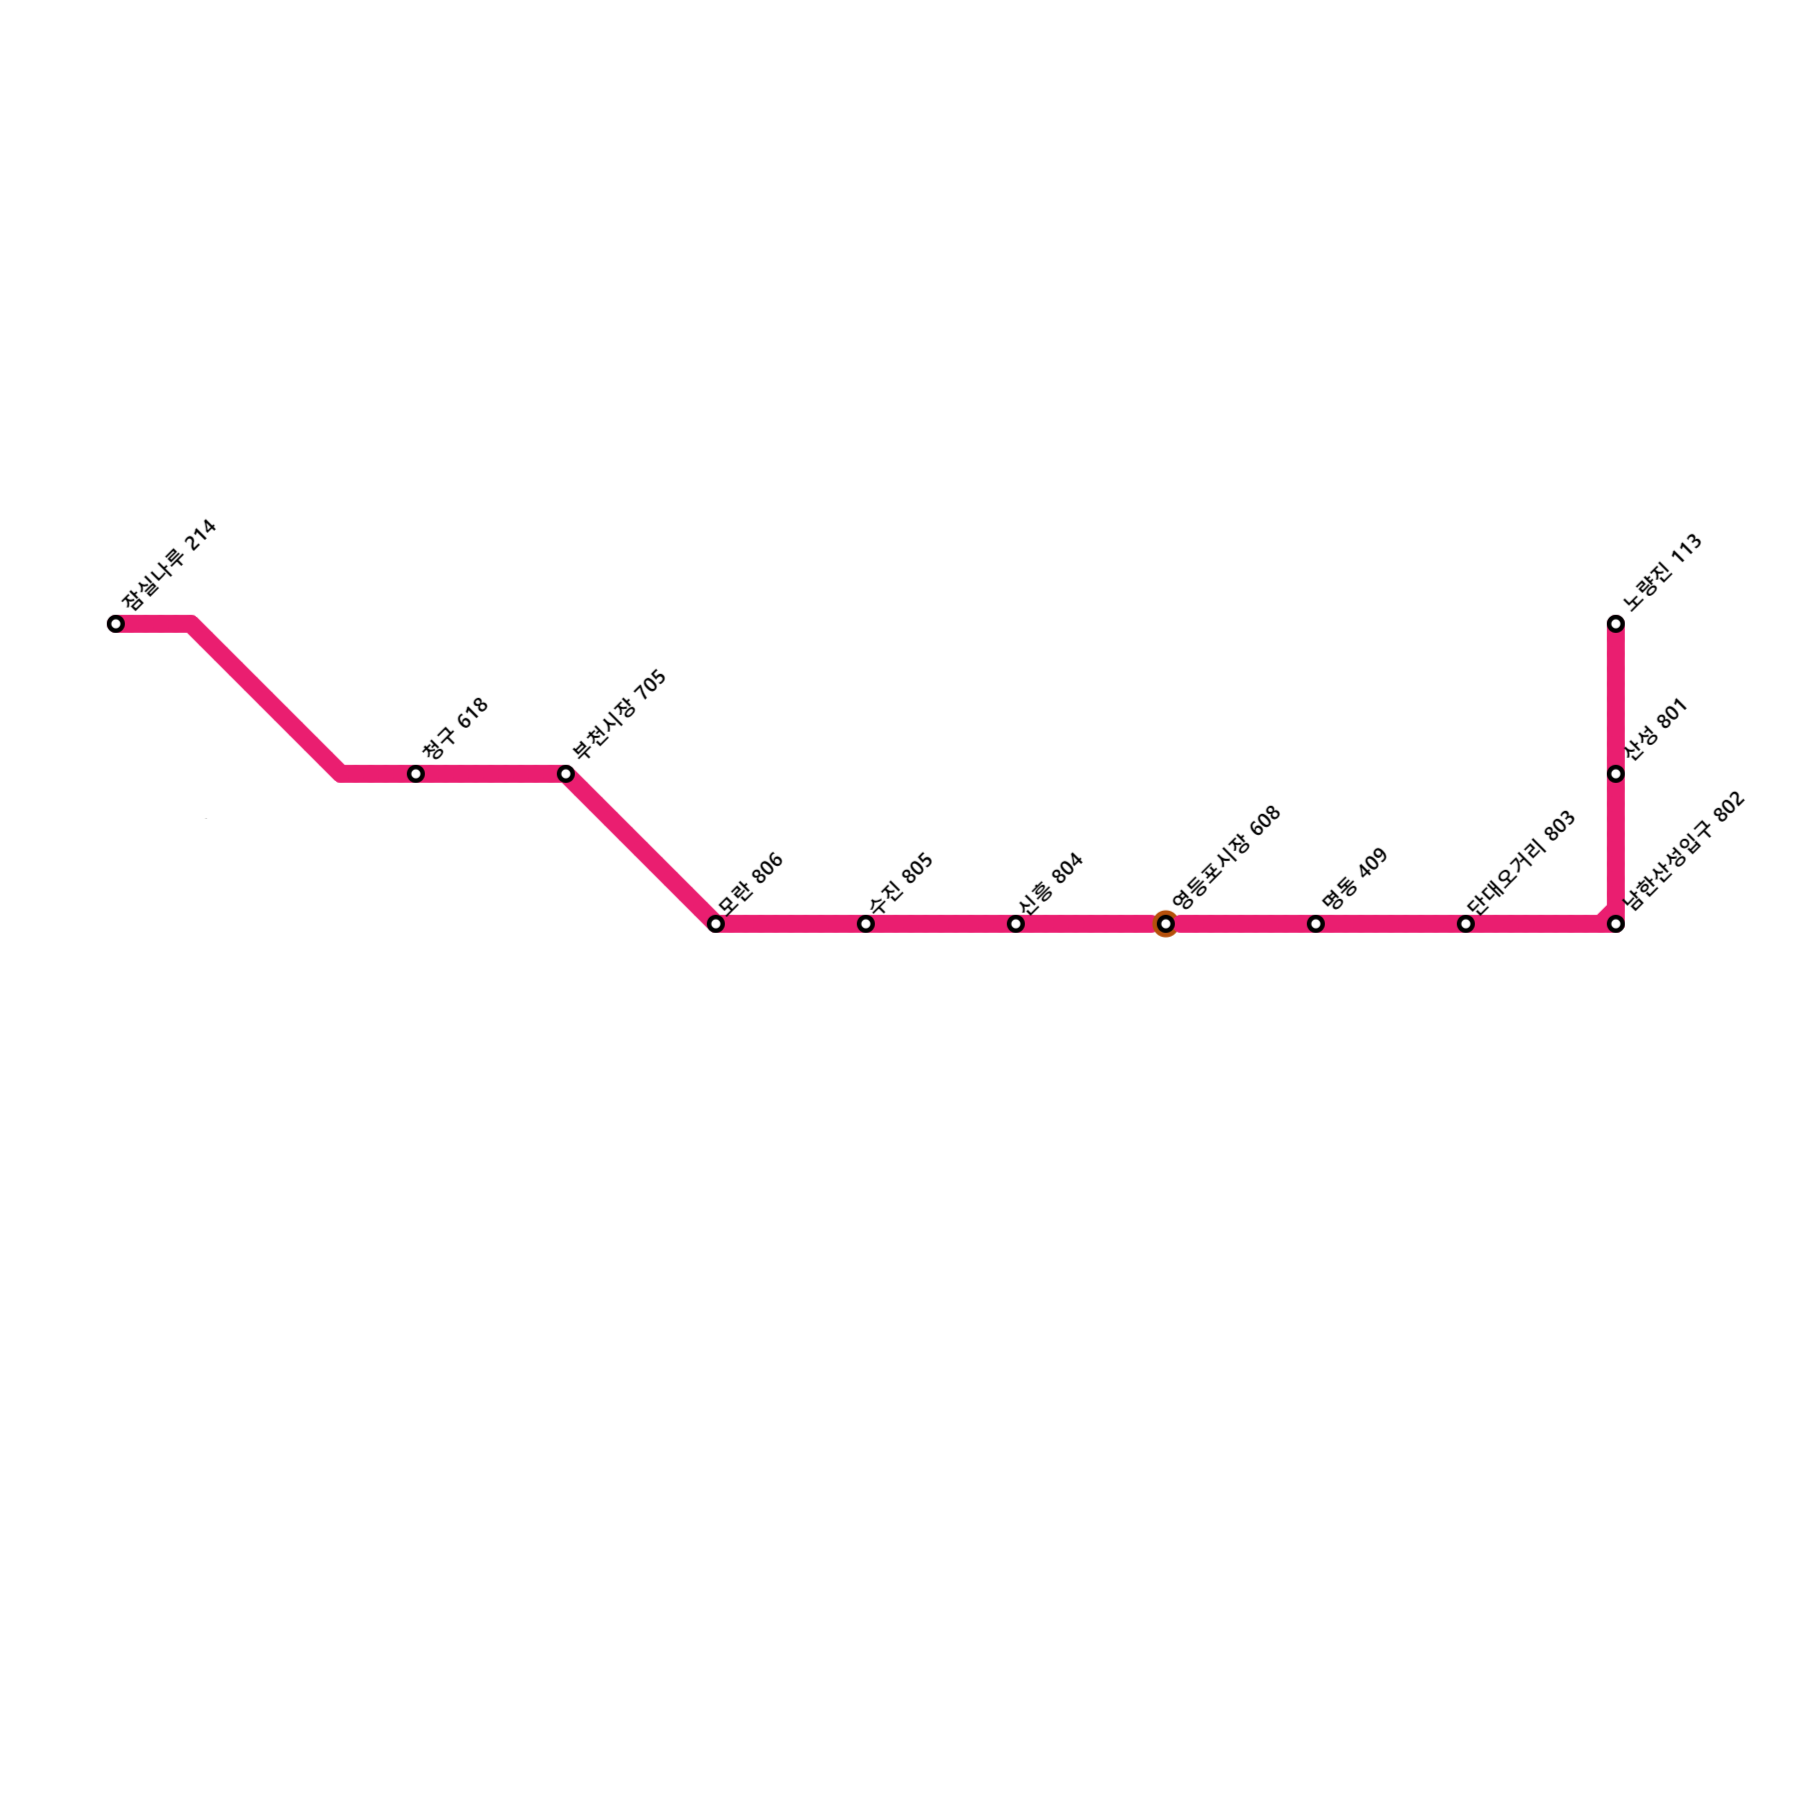 잠실나루 214
청구 618
부천시장 705
모란 806
수진 805
신흥 804
영등포시장 608
명동 409
단대오거리 803
남한산성입구 802
산성 801
노량진 113